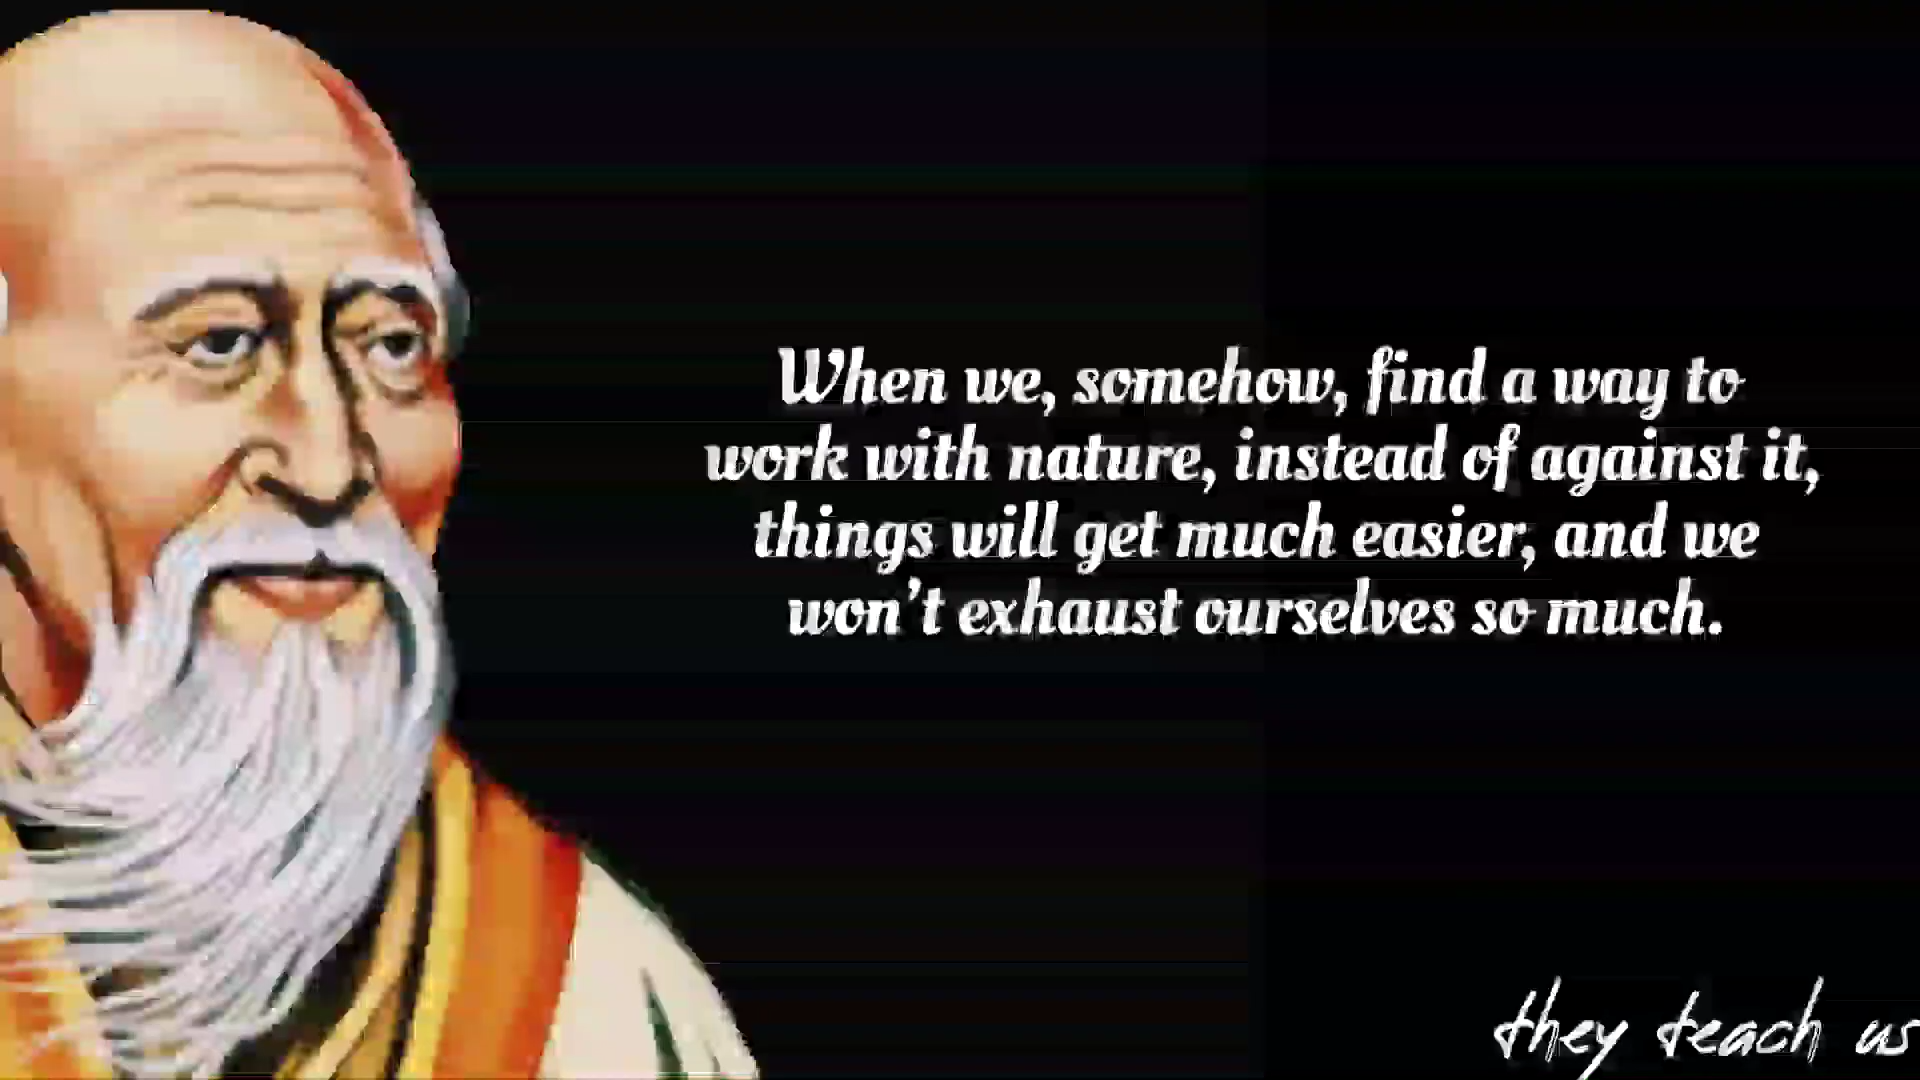 When we, somehow, find a way to
work with nature, instead of against it,
things will get much easier, and we
won't exhaust ourselves so much.
they teach us